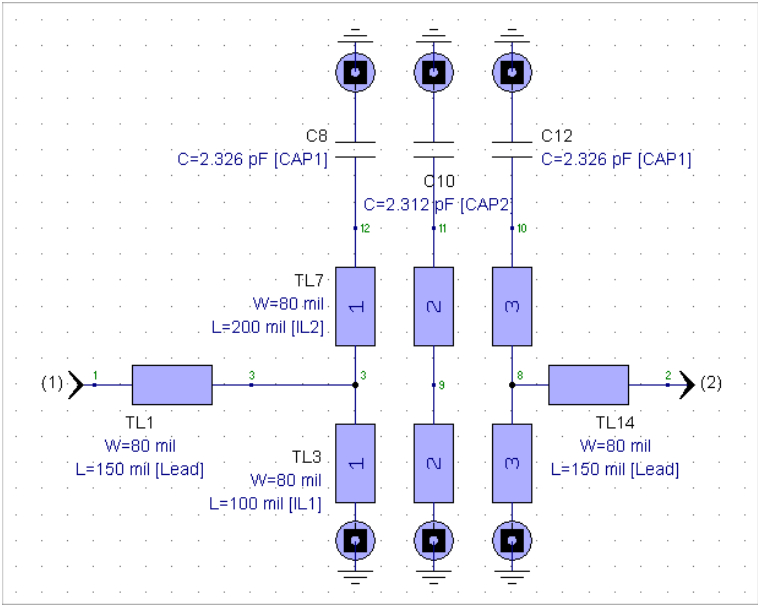 C8
C=2.326 pF [CAP1]
C12
C=2.326 pF [CAP1]
C10
C=2.312 pF [CAP2]
12
11
10
TL7
W=80 mil
L=200 mil [IL2]
1
2
3
(1)
1
3
3
9
8
2
(2)
TL1
W=80 mil
L=150 mil [Lead]
TL14
W=80 mil
L=150 mil [Lead]
TL3
W=80 mil
L=100 mil [IL1]
1
2
3